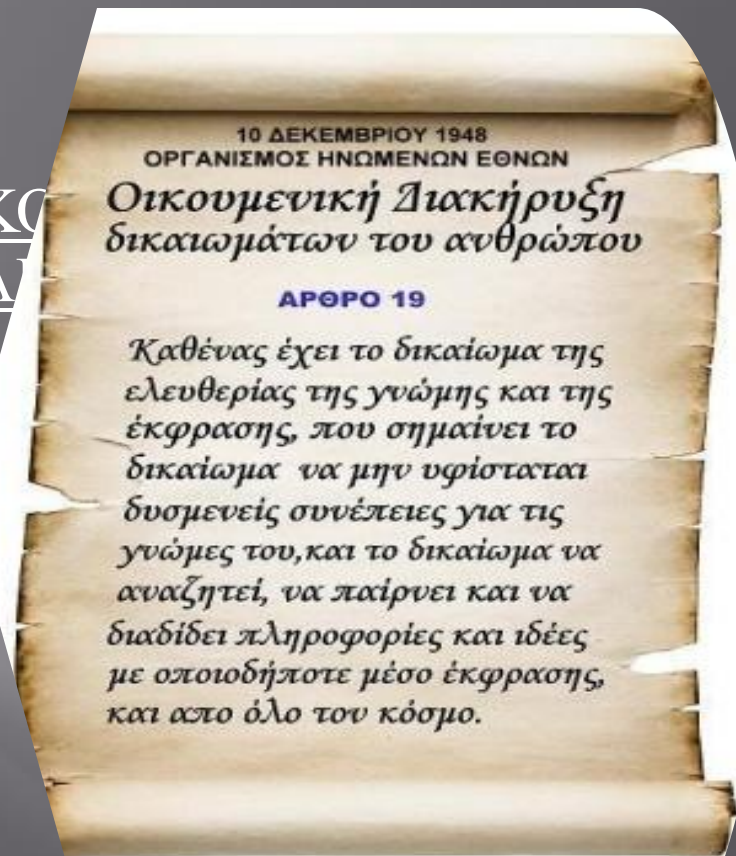 10 ΔΕΚΕΜΒΡΙΟΥ 1948
ΟΡΓΑΝΙΣΜΟΣ ΗΝΩΜΕΝΩΝ ΕΘΝΩΝ
Οικουμενική Διακήρυξη
δικαιωμάτων του ανθρώπου
ΑΡΘΡΟ 19
Καθένας έχει το δικαίωμα της
ελευθερίας της γνώμης και της
έκφρασης, που σημαίνει το
δικαίωμα να μην υφίσταται
δυσμενείς συνέπειες για τις
γνώμες του,και το δικαίωμα να
αναζητεί, να παίρνει και να
διαδίδει πληροφορίες και ιδέες
με οποιοδήποτε μέσο έκφρασης,
και απο όλο τον κόσμο.